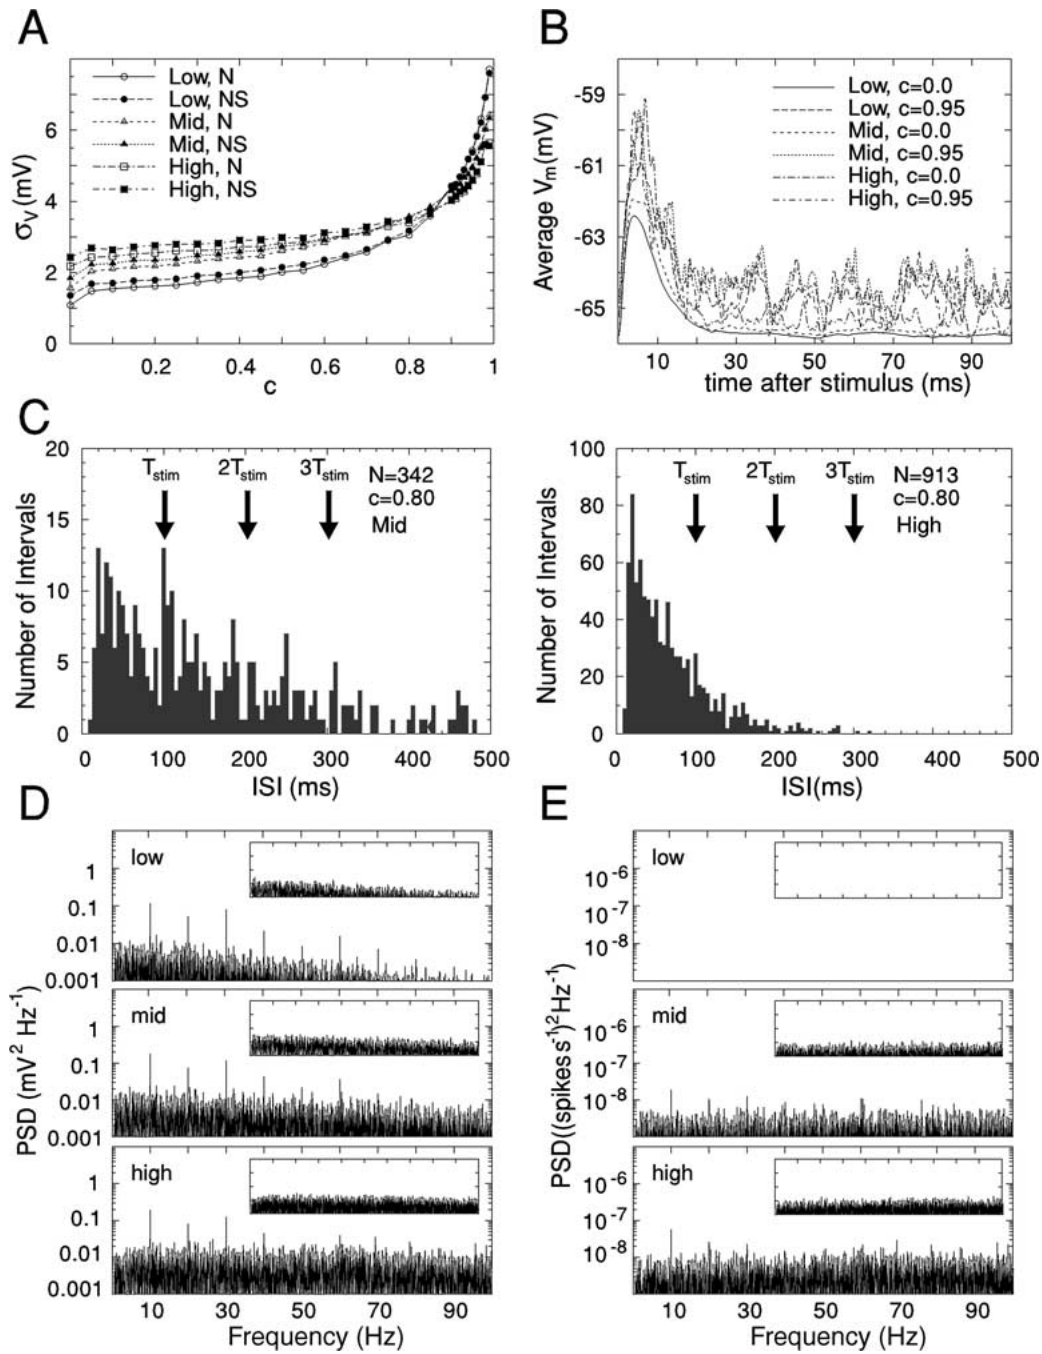 A
σV (mV)
6
4
2
0
Low, N
Low, NS
Mid, N
Mid, NS
High, N
High, NS
0.2 0.4 0.6 0.8 1
c
B
Average Vm(mV)
-59
-61
-63
-65
Low, c=0.0
Low, c=0.95
Mid, c=0.0
Mid, c=0.95
High, c=0.0
High, c=0.95
10 30 50 70 90
time after stimulus (ms)
C
Number of Intervals
20
15
10
5
0
Tstim 2Tstim 3Tstim
N=342
c=0.80
Mid
0 100 200 300 400 500
ISI (ms)
Number of Intervals
100
80
60
40
20
0
Tstim 2Tstim 3Tstim
N=913
c=0.80
High
0 100 200 300 400 500
ISI(ms)
D
PSD (mV² Hz⁻¹)
low
1
0.1
0.01
0.001
mid
1
0.1
0.01
0.001
high
1
0.1
0.01
0.001
10 30 50 70 90
Frequency (Hz)
E
PSD((spikes s⁻¹)² Hz⁻¹)
low
10⁻⁶
10⁻⁷
10⁻⁸
mid
10⁻⁶
10⁻⁷
10⁻⁸
high
10⁻⁶
10⁻⁷
10⁻⁸
10 30 50 70 90
Frequency (Hz)